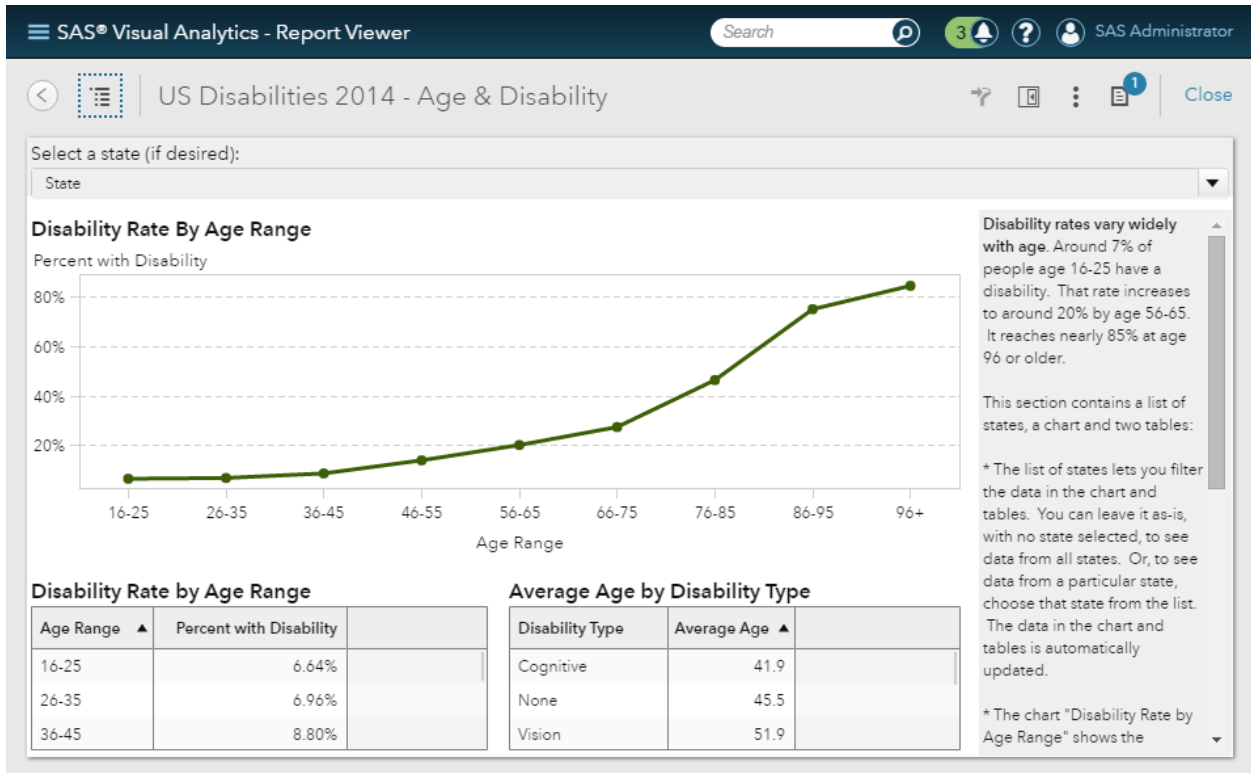 SAS® Visual Analytics - Report Viewer
Search
3
?
SAS Administrator
US Disabilities 2014 - Age & Disability
1
Close
Select a state (if desired):
State
Disability Rate By Age Range
Percent with Disability
80%
60%
40%
20%
16-25 26-35 36-45 46-55 56-65 66-75 76-85 86-95 96+
Age Range
Disability Rate by Age Range
Age Range Percent with Disability
16-25 6.64%
26-35 6.96%
36-45 8.80%
Average Age by Disability Type
Disability Type Average Age
Cognitive 41.9
None 45.5
Vision 51.9
Disability rates vary widely
with age. Around 7% of
people age 16-25 have a
disability. That rate increases
to around 20% by age 56-65.
It reaches nearly 85% at age
96 or older.
This section contains a list of
states, a chart and two tables:
* The list of states lets you filter
the data in the chart and
tables. You can leave it as-is,
with no state selected, to see
data from all states. Or, to see
data from a particular state,
choose that state from the list.
The data in the chart and
tables is automatically
updated.
* The chart "Disability Rate by
Age Range" shows the